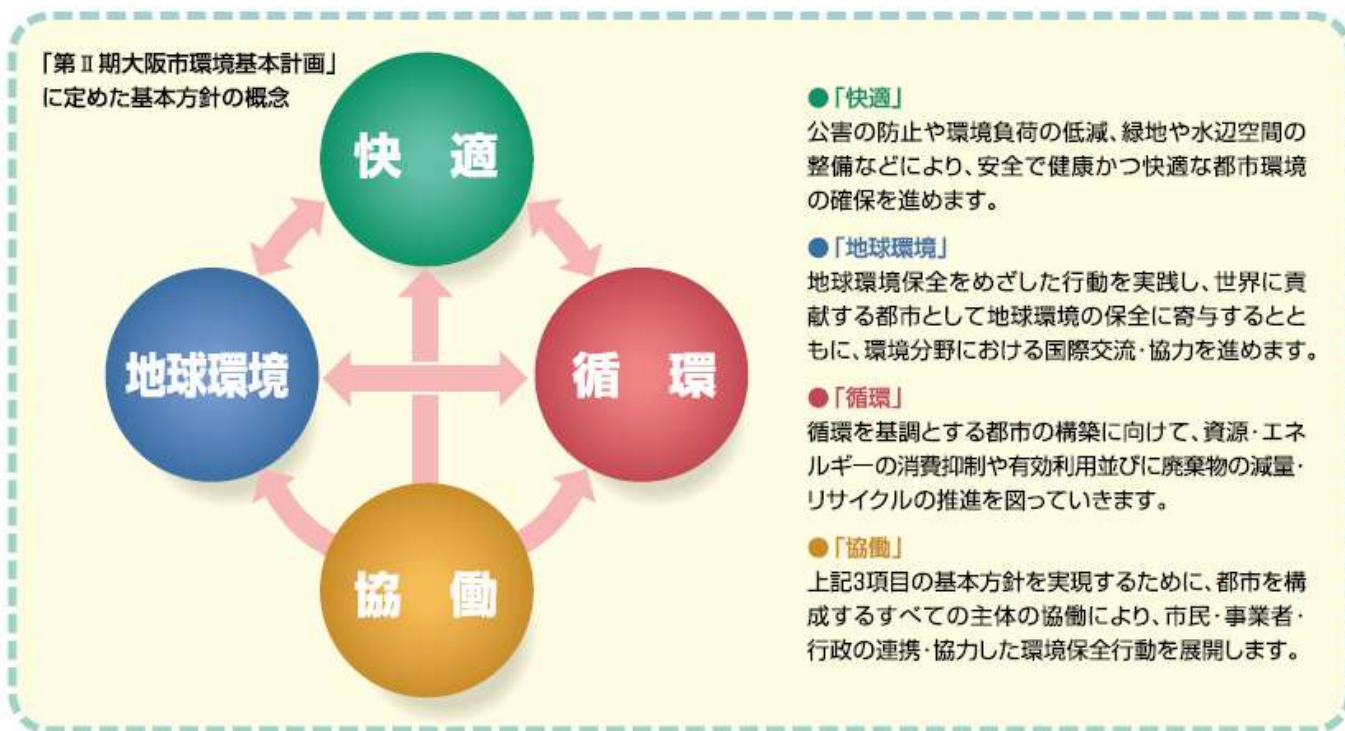 「第Ⅱ期大阪市環境基本計画」
に定めた基本方針の概念
快 適
地球環境
循 環
協 働
●「快適」
公害の防止や環境負荷の低減、緑地や水辺空間の
整備などにより、安全で健康かつ快適な都市環境
の確保を進めます。
●「地球環境」
地球環境保全をめざした行動を実践し、世界に貢
献する都市として地球環境の保全に寄与するとと
もに、環境分野における国際交流・協力を進めます。
●「循環」
循環を基調とする都市の構築に向けて、資源・エネ
ルギーの消費抑制や有効利用並びに廃棄物の減量・
リサイクルの推進を図っていきます。
●「協働」
上記3項目の基本方針を実現するために、都市を構
成するすべての主体の協働により、市民・事業者・
行政の連携・協力した環境保全行動を展開します。